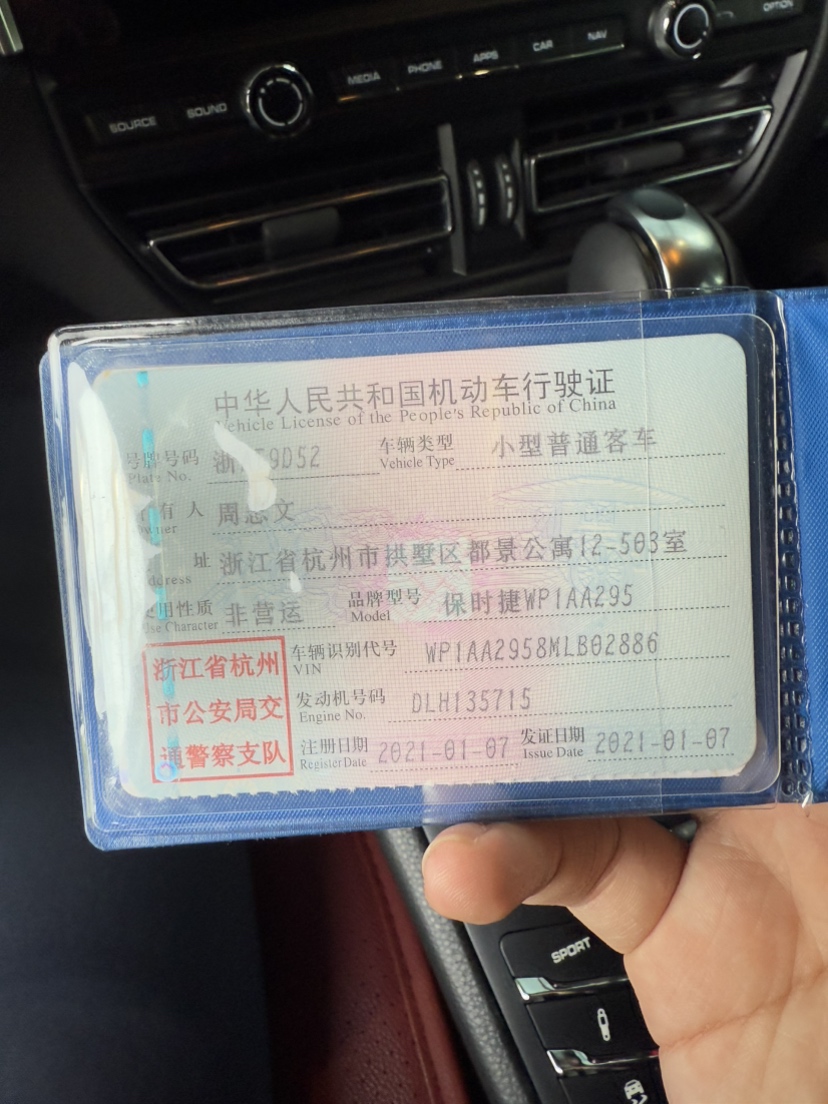 SOURCE
SOUND
MEDIA
PHONE
APPS
CAR
NAV
OPTION
中华人民共和国机动车行驶证
Vehicle License of the People's Republic of China
号牌号码 浙 9D52 车辆类型 小型普通客车
Plate No. Vehicle Type
有人 周志文
址 浙江省杭州市拱墅区都景公寓12-503室
使用性质 非营运 品牌型号 保时捷WP1AA295
Use Character Model
浙江省杭州 车辆识别代号 WP1AA2958MLB02886
VIN
市公安局交 发动机号码 DLH135715
Engine No.
通警察支队 注册日期 2021-01-07 发证日期 2021-01-07
Register Date Issue Date
SPORT